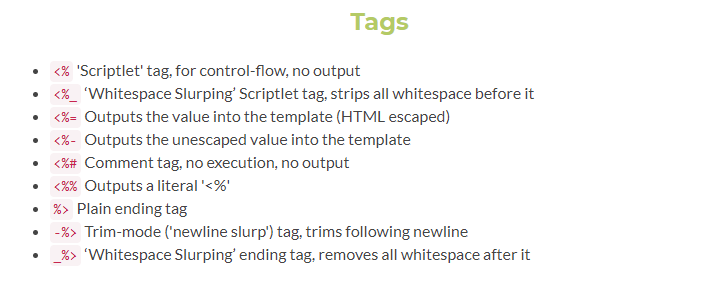 Tags
<% 'Scriptlet' tag, for control-flow, no output
<%_ ‘Whitespace Slurping’ Scriptlet tag, strips all whitespace before it
<%= Outputs the value into the template (HTML escaped)
<%- Outputs the unescaped value into the template
<%# Comment tag, no execution, no output
<%% Outputs a literal '<%'
%> Plain ending tag
-%> Trim-mode ('newline slurp') tag, trims following newline
_%> ‘Whitespace Slurping’ ending tag, removes all whitespace after it